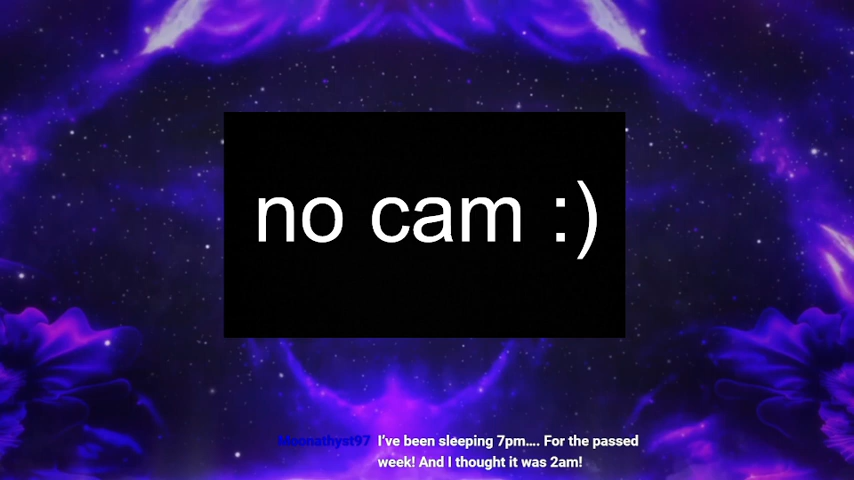 no cam :)
Moonathyst97 I've been sleeping 7pm.... For the passed
week! And I thought it was 2am!